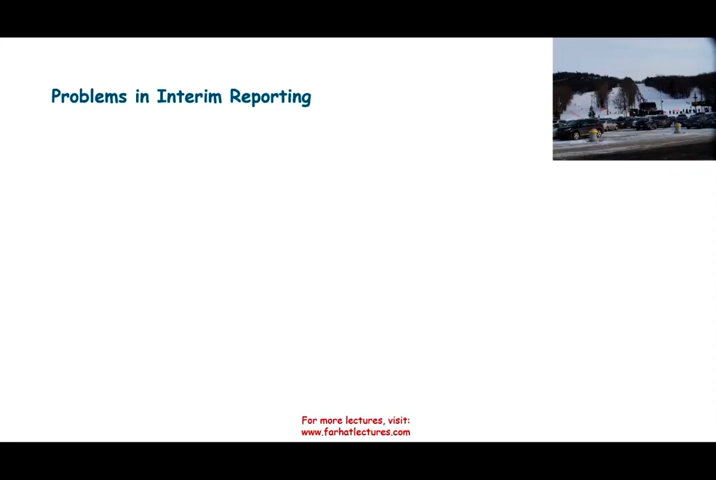 Problems in Interim Reporting
For more lectures, visit:
www.farhatlectures.com